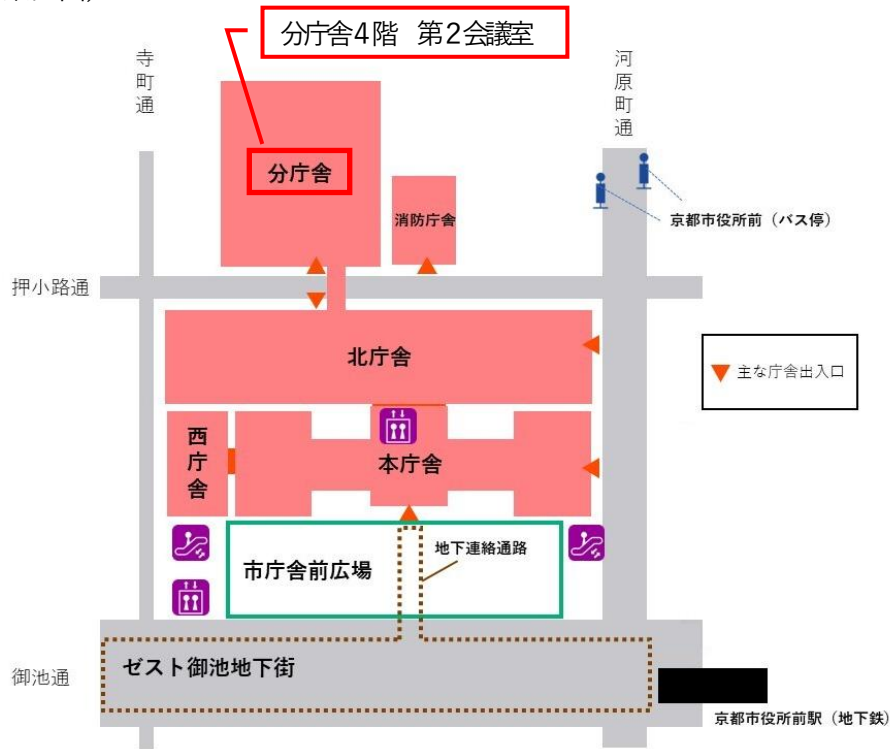 分庁舎4階 第2会議室
寺町通
河原町通
分庁舎
消防庁舎
京都市役所前（バス停）
押小路通
北庁舎
主な庁舎出入口
西庁舎
本庁舎
地下連絡通路
市庁舎前広場
ゼスト御池地下街
御池通
京都市役所前駅（地下鉄）